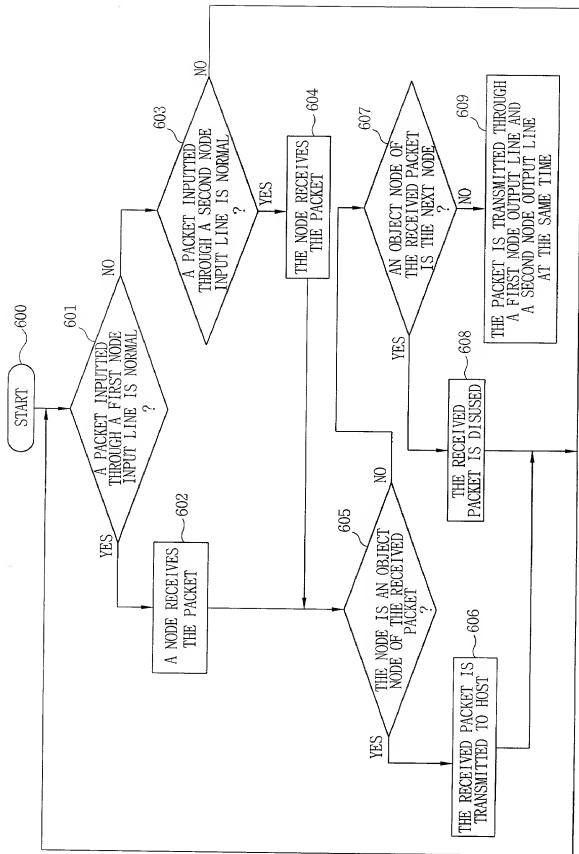 600
START
601
A PACKET INPUTTED
THROUGH A FIRST NODE
INPUT LINE IS NORMAL
?
YES
NO
602
A NODE RECEIVES
THE PACKET
603
A PACKET INPUTTED
THROUGH A SECOND NODE
INPUT LINE IS NORMAL
?
NO
YES
604
THE NODE RECEIVES
THE PACKET
605
THE NODE IS AN OBJECT
NODE OF THE RECEIVED
PACKET
?
YES
NO
606
THE RECEIVED PACKET IS
TRANSMITTED TO HOST
607
AN OBJECT NODE OF
THE RECEIVED PACKET
IS THE NEXT NODE
?
YES
NO
608
THE RECEIVED
PACKET IS DISUSED
609
THE PACKET IS TRANSMITTED THROUGH
A FIRST NODE OUTPUT LINE AND
A SECOND NODE OUTPUT LINE
AT THE SAME TIME